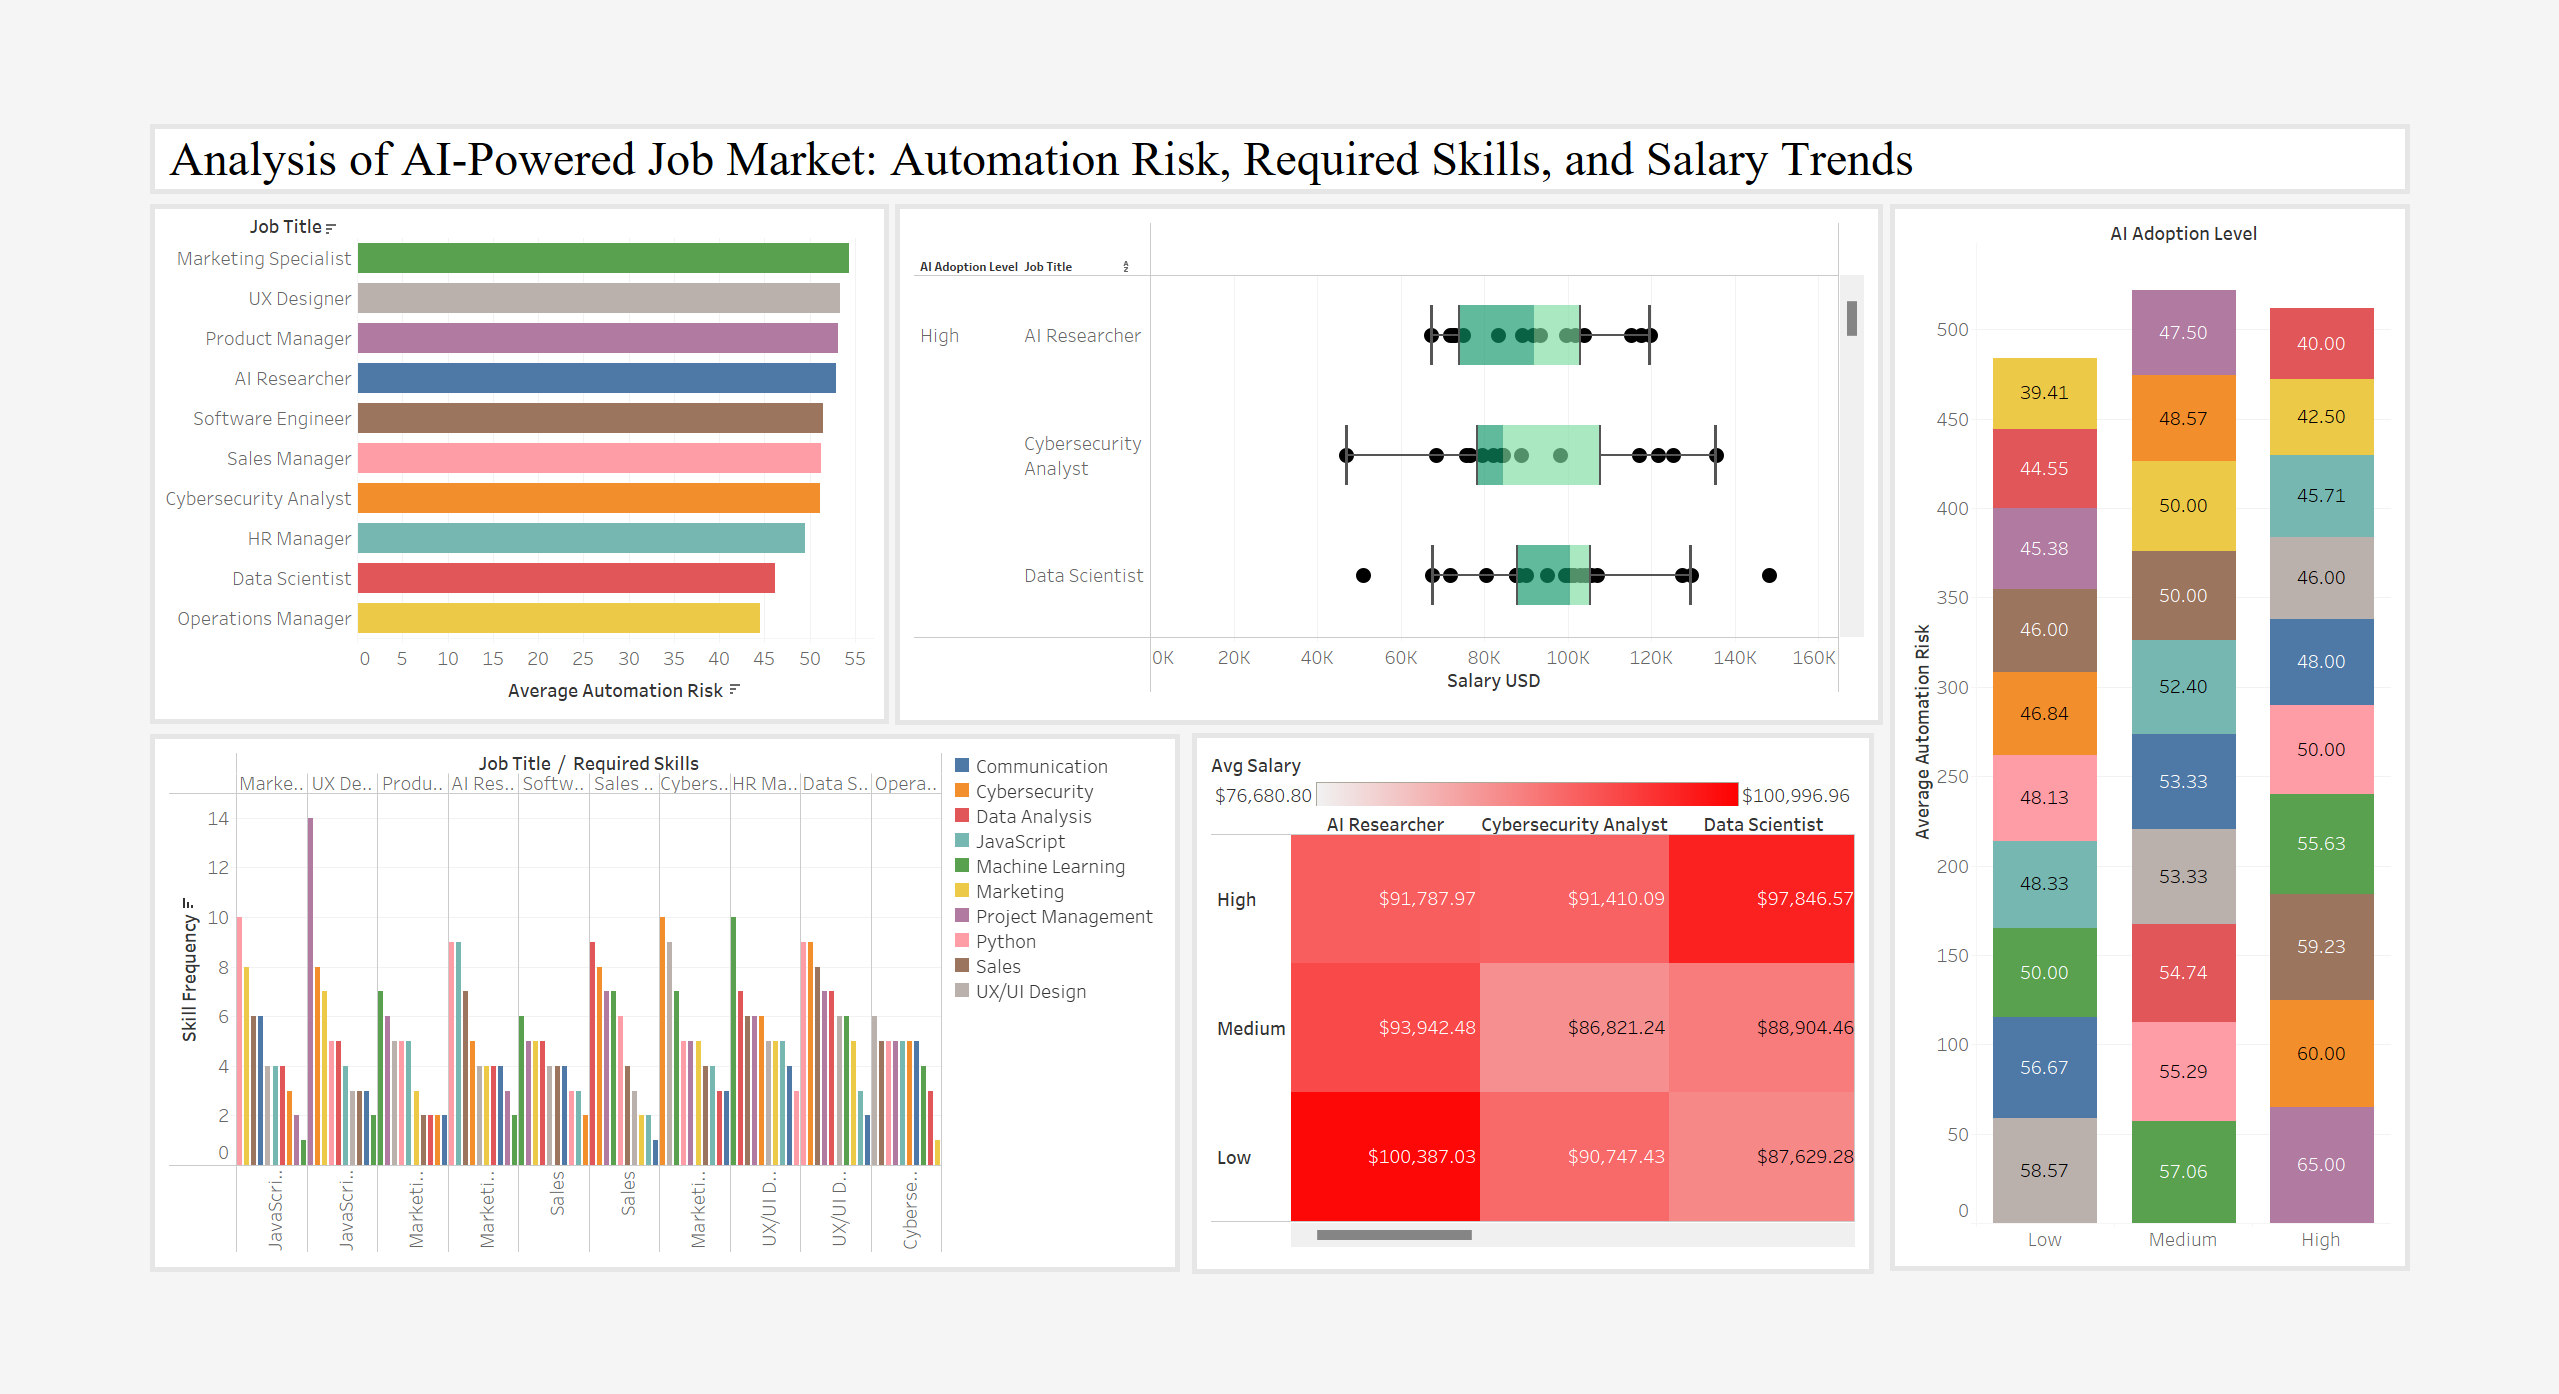 Analysis of AI-Powered Job Market: Automation Risk, Required Skills, and Salary Trends
Job Title
Marketing Specialist
UX Designer
Product Manager
AI Researcher
Software Engineer
Sales Manager
Cybersecurity Analyst
HR Manager
Data Scientist
Operations Manager
0 5 10 15 20 25 30 35 40 45 50 55
Average Automation Risk
AI Adoption Level Job Title
High AI Researcher
Cybersecurity
Analyst
Data Scientist
0K 20K 40K 60K 80K 100K 120K 140K 160K
Salary USD
AI Adoption Level
Average Automation Risk
500
450
400
350
300
250
200
150
100
50
0
39.41
44.55
45.38
46.00
46.84
48.13
48.33
50.00
56.67
58.57
Low
47.50
48.57
50.00
50.00
52.40
53.33
53.33
54.74
55.29
57.06
Medium
40.00
42.50
45.71
46.00
48.00
50.00
55.63
59.23
60.00
65.00
High
Job Title / Required Skills
Marke.. UX De.. Produ.. AI Res.. Softw.. Sales .. Cybers.. HR Ma.. Data S.. Opera..
Skill Frequency
14
12
10
8
6
4
2
0
JavaScri.. JavaScri.. Marketi.. Marketi.. Sales Sales Marketi.. UX/UI D.. UX/UI D.. Cyberse..
Communication
Cybersecurity
Data Analysis
JavaScript
Machine Learning
Marketing
Project Management
Python
Sales
UX/UI Design
Avg Salary
$76,680.80 $100,996.96
AI Researcher Cybersecurity Analyst Data Scientist
High $91,787.97 $91,410.09 $97,846.57
Medium $93,942.48 $86,821.24 $88,904.46
Low $100,387.03 $90,747.43 $87,629.28